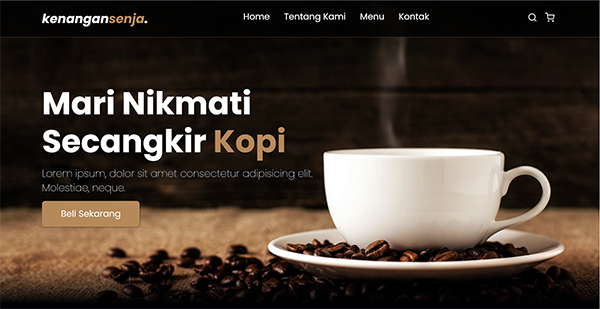 kenangansenja.
Home Tentang Kami Menu Kontak
Mari Nikmati
Secangkir Kopi
Lorem ipsum, dolor sit amet consectetur adipisicing elit.
Molestiae, neque.
Beli Sekarang